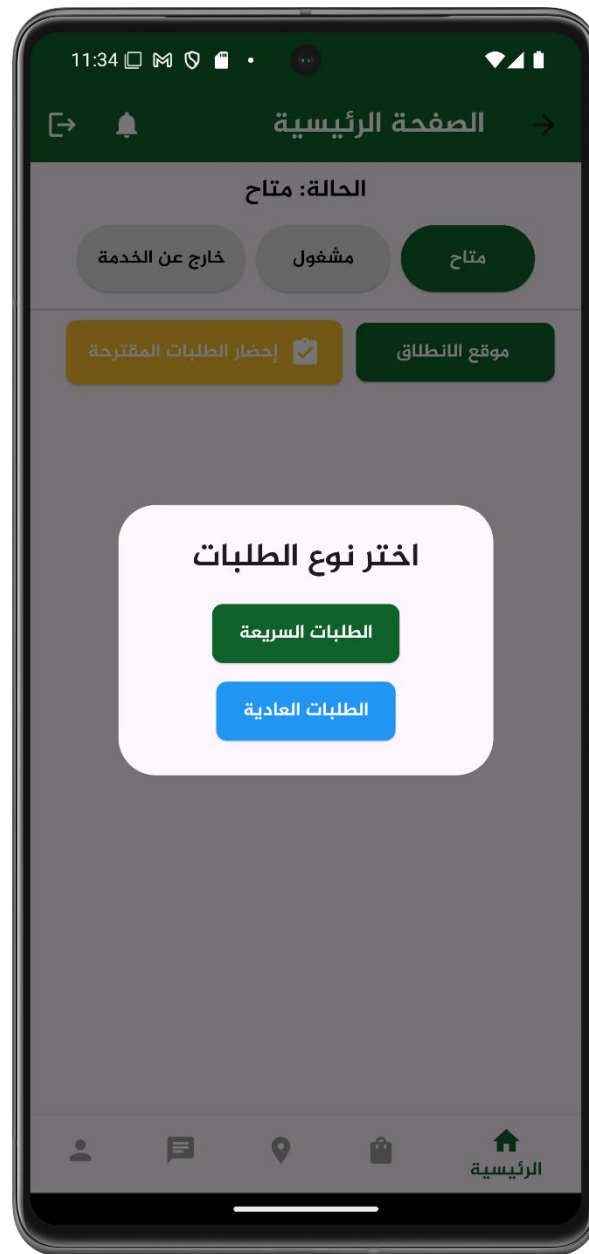 11:34
الصفحة الرئيسية
الحالة: متاح
متاح
مشغول
خارج عن الخدمة
موقع الانطلاق
إحضار الطلبات المقترحة
اختر نوع الطلبات
الطلبات السريعة
الطلبات العادية
الرئيسية